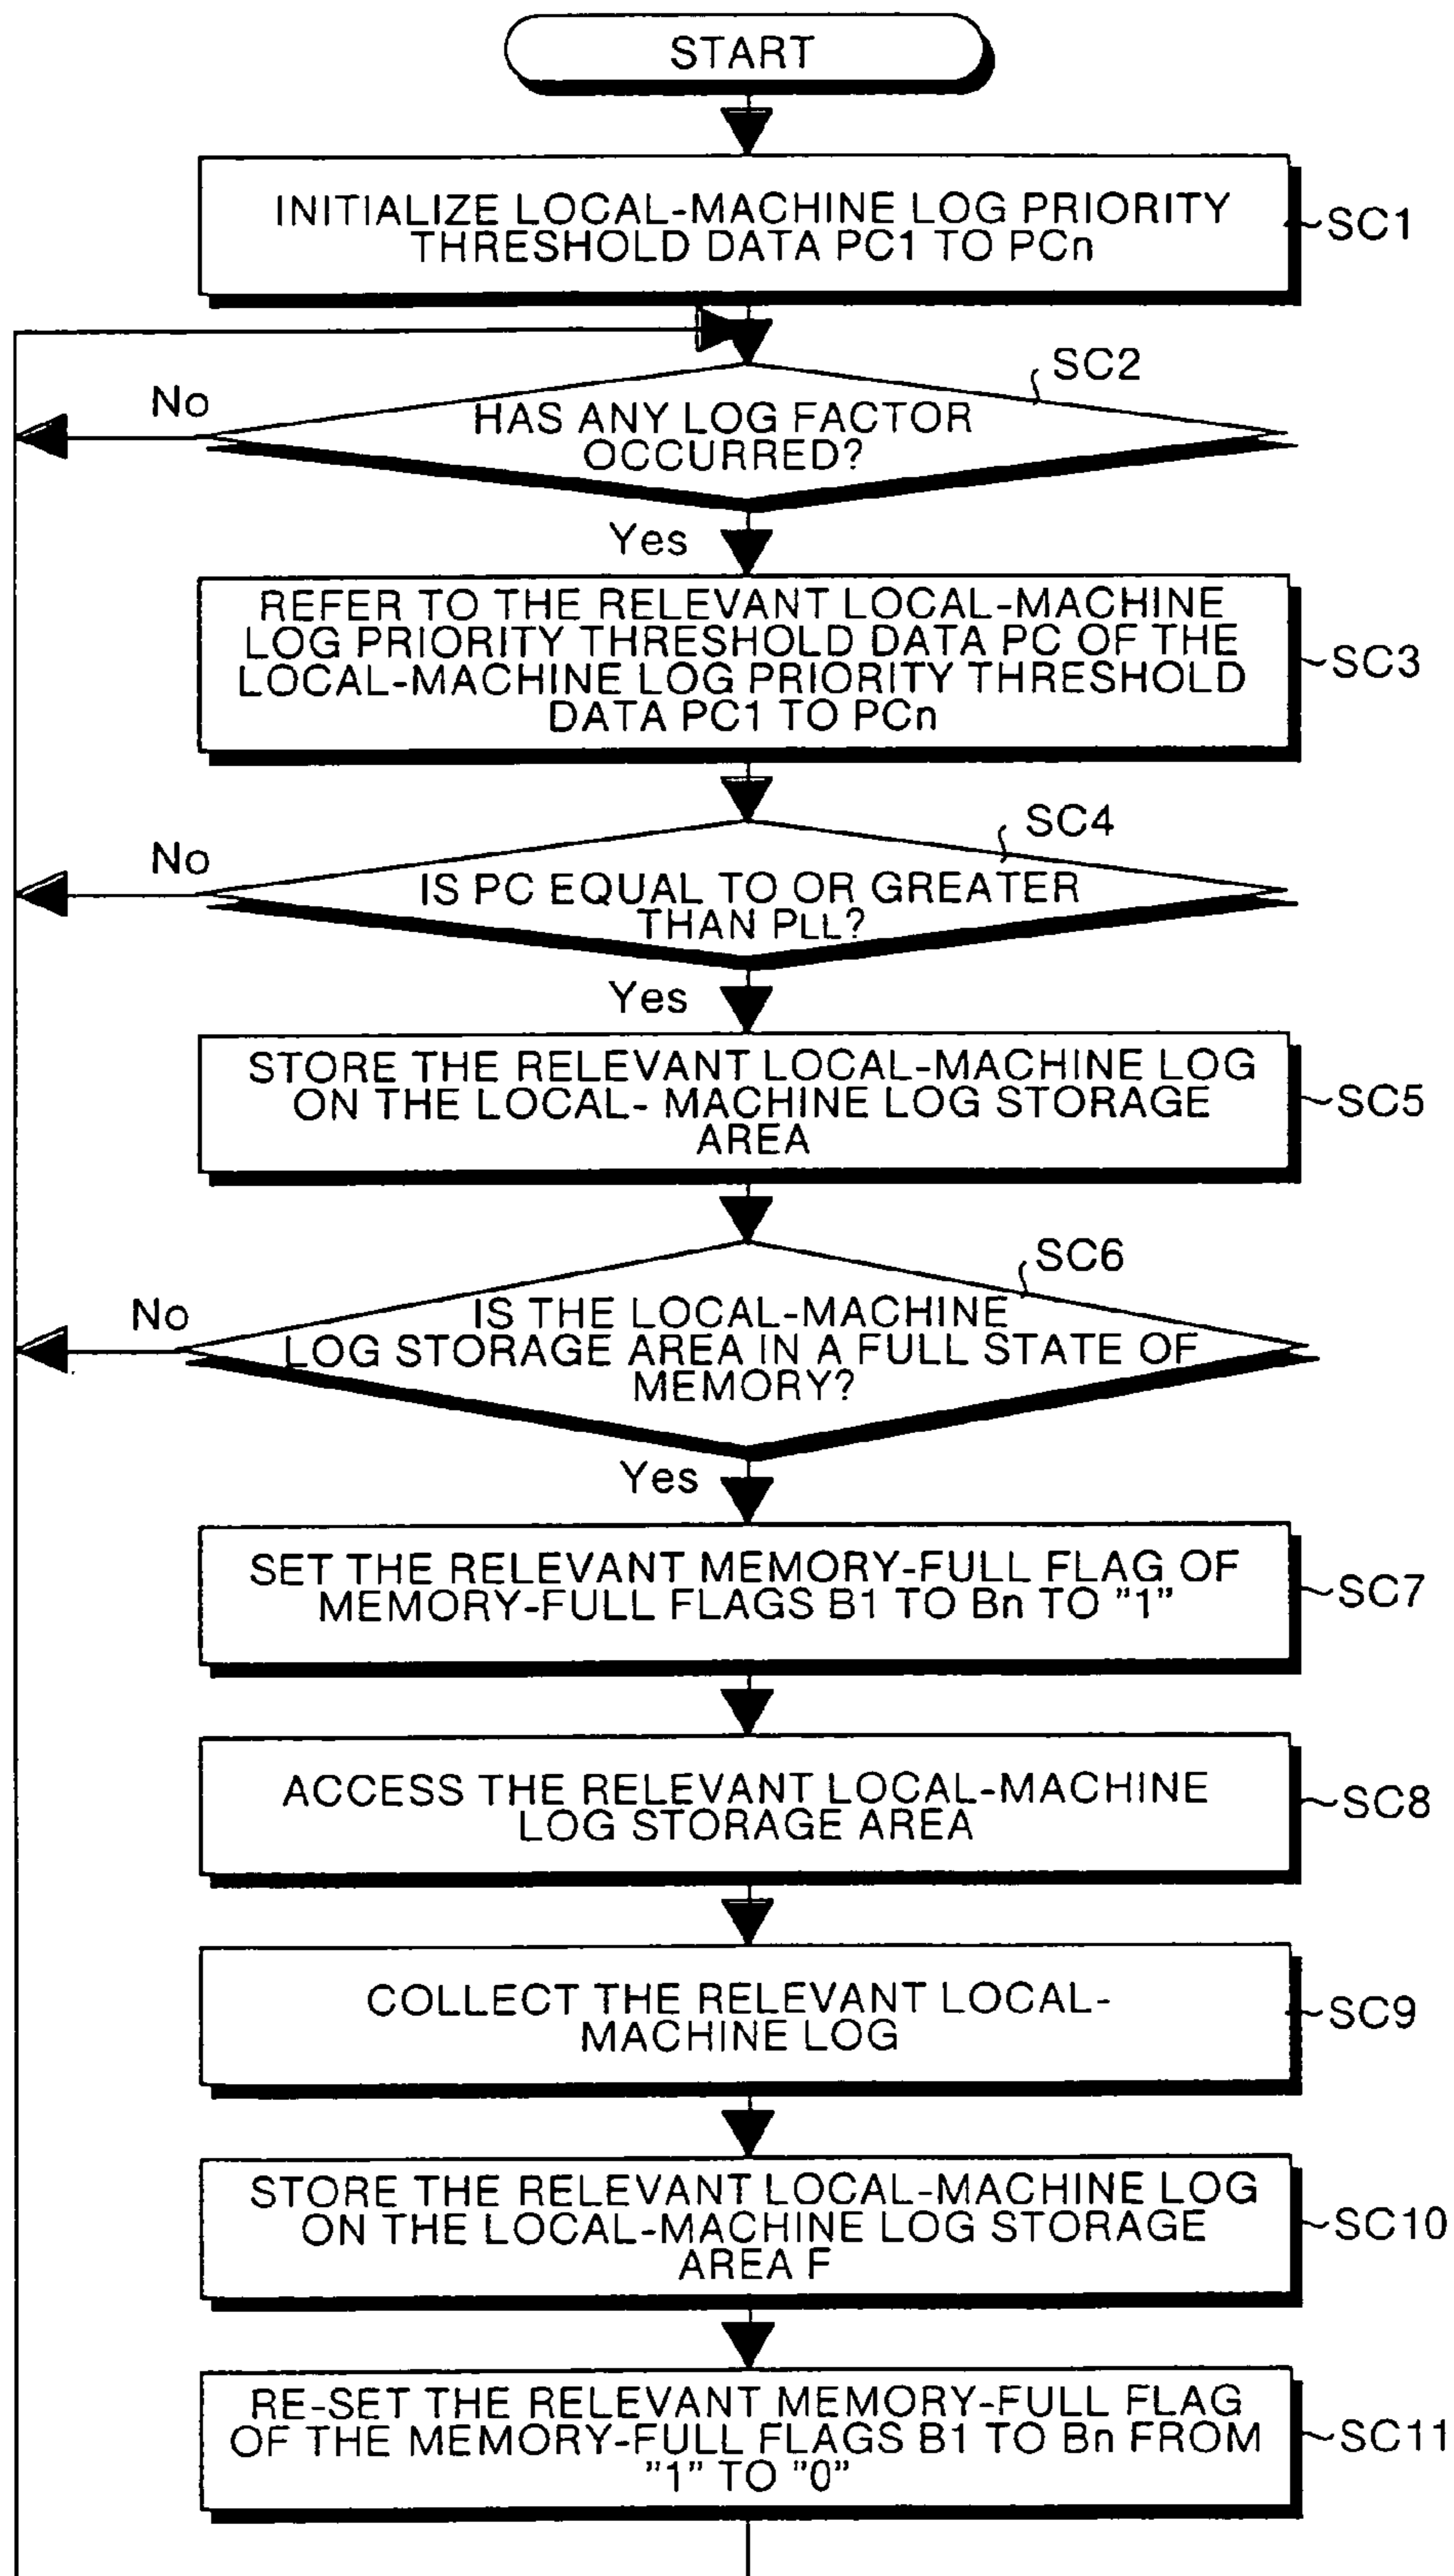 START
INITIALIZE LOCAL-MACHINE LOG PRIORITY
THRESHOLD DATA PC1 TO PCn
SC1
SC2
No
HAS ANY LOG FACTOR
OCCURRED?
Yes
REFER TO THE RELEVANT LOCAL-MACHINE
LOG PRIORITY THRESHOLD DATA PC OF THE
LOCAL-MACHINE LOG PRIORITY THRESHOLD
DATA PC1 TO PCn
SC3
SC4
No
IS PC EQUAL TO OR GREATER
THAN PLL?
Yes
STORE THE RELEVANT LOCAL-MACHINE LOG
ON THE LOCAL- MACHINE LOG STORAGE
AREA
SC5
SC6
No
IS THE LOCAL-MACHINE
LOG STORAGE AREA IN A FULL STATE OF
MEMORY?
Yes
SET THE RELEVANT MEMORY-FULL FLAG OF
MEMORY-FULL FLAGS B1 TO Bn TO "1"
SC7
ACCESS THE RELEVANT LOCAL-MACHINE
LOG STORAGE AREA
SC8
COLLECT THE RELEVANT LOCAL-
MACHINE LOG
SC9
STORE THE RELEVANT LOCAL-MACHINE LOG
ON THE LOCAL-MACHINE LOG STORAGE
AREA F
SC10
RE-SET THE RELEVANT MEMORY-FULL FLAG
OF THE MEMORY-FULL FLAGS B1 TO Bn FROM
"1" TO "0"
SC11